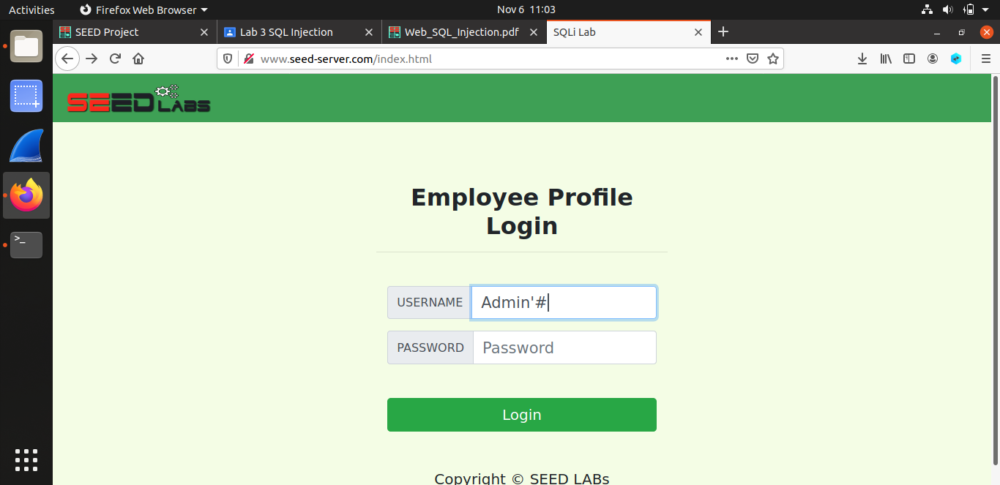 Activities Firefox Web Browser Nov 6 11:03
SEED Project Lab 3 SQL Injection Web_SQL_Injection.pdf SQLi Lab
www.seed-server.com/index.html
SEED LABS
Employee Profile
Login
USERNAME Admin'#
PASSWORD Password
Login
Copyright © SEED LABs